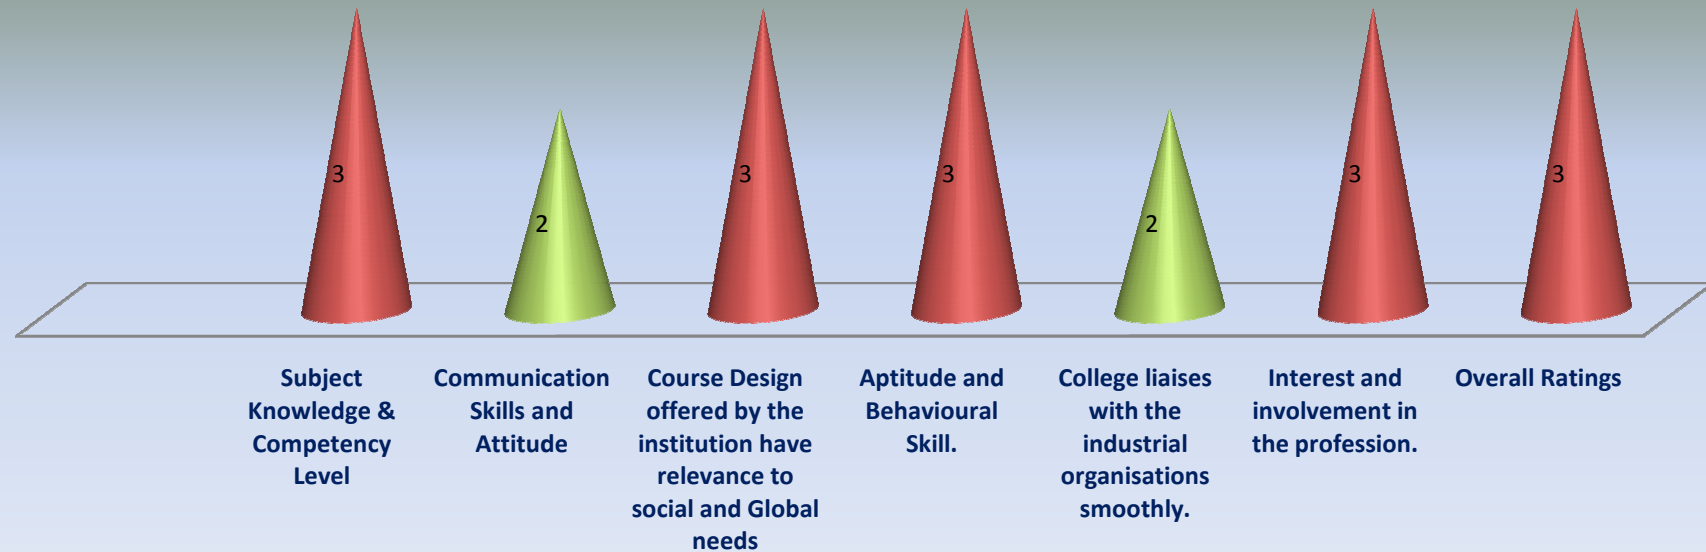 3
2
3
3
2
3
3
Subject
Knowledge &
Competency
Level
Communication
Skills and
Attitude
Course Design
offered by the
institution have
relevance to
social and Global
needs
Aptitude and
Behavioural
Skill.
College liaises
with the
industrial
organisations
smoothly.
Interest and
involvement in
the profession.
Overall Ratings